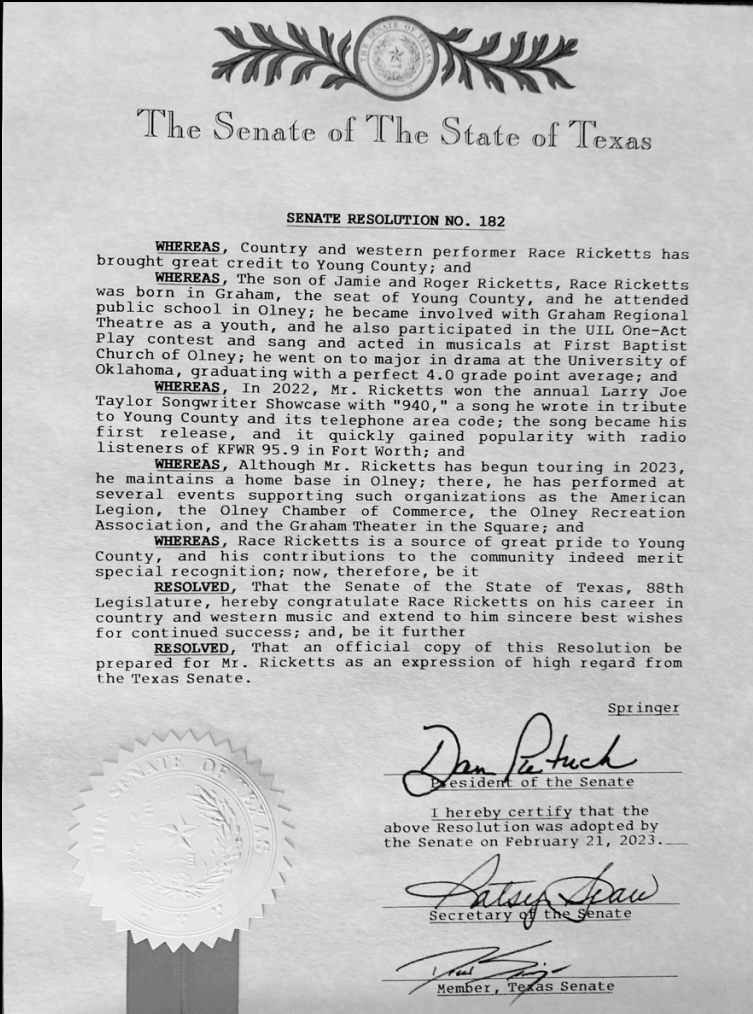 THE SENATE OF TEXAS
The Senate of The State of Texas
SENATE RESOLUTION NO. 182
WHEREAS, Country and western performer Race Ricketts has
brought great credit to Young County; and
WHEREAS, The son of Jamie and Roger Ricketts, Race Ricketts
was born in Graham, the seat of Young County, and he attended
public school in Olney; he became involved with Graham Regional
Theatre as a youth, and he also participated in the UIL One-Act
Play contest and sang and acted in musicals at First Baptist
Church of Olney; he went on to major in drama at the University of
Oklahoma, graduating with a perfect 4.0 grade point average; and
WHEREAS, In 2022, Mr. Ricketts won the annual Larry Joe
Taylor Songwriter Showcase with "940," a song he wrote in tribute
to Young County and its telephone area code; the song became his
first release, and it quickly gained popularity with radio
listeners of KFWR 95.9 in Fort Worth; and
WHEREAS, Although Mr. Ricketts has begun touring in 2023,
he maintains a home base in Olney; there, he has performed at
several events supporting such organizations as the American
Legion, the Olney Chamber of Commerce, the Olney Recreation
Association, and the Graham Theater in the Square; and
WHEREAS, Race Ricketts is a source of great pride to Young
County, and his contributions to the community indeed merit
special recognition; now, therefore, be it
RESOLVED, That the Senate of the State of Texas, 88th
Legislature, hereby congratulate Race Ricketts on his career in
country and western music and extend to him sincere best wishes
for continued success; and, be it further
RESOLVED, That an official copy of this Resolution be
prepared for Mr. Ricketts as an expression of high regard from
the Texas Senate.
Springer
Dan Patrick
President of the Senate
I hereby certify that the
above Resolution was adopted by
the Senate on February 21, 2023.
Patsy Spaw
Secretary of the Senate
Member, Texas Senate
THE SENATE OF TEXAS